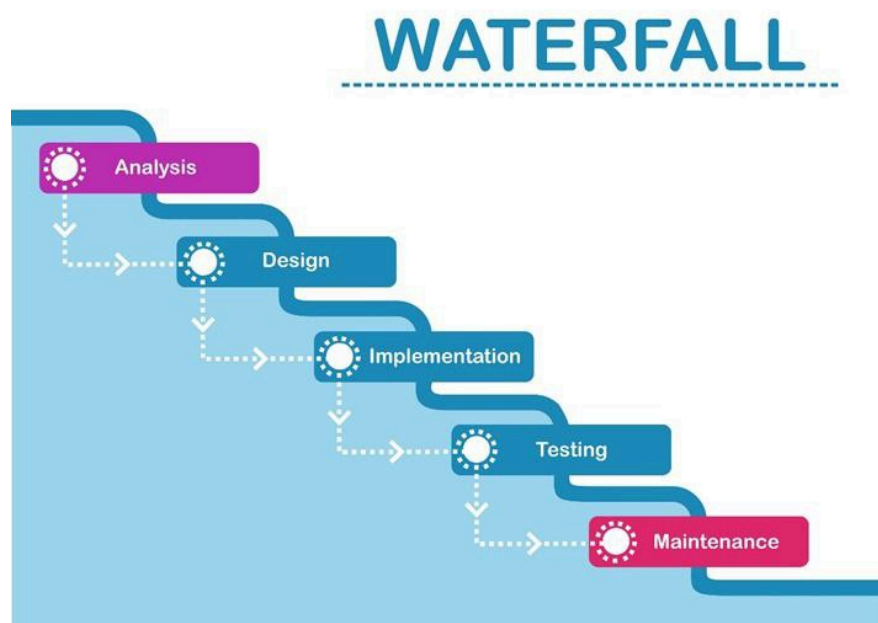 WATERFALL
Analysis
Design
Implementation
Testing
Maintenance